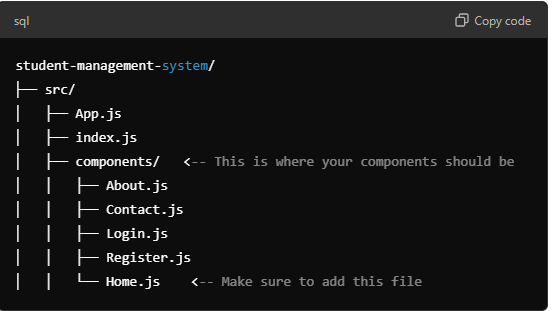 sql
Copy code
student-management-system/
├── src/
│   ├── App.js
│   ├── index.js
│   ├── components/   <-- This is where your components should be
│   │   ├── About.js
│   │   ├── Contact.js
│   │   ├── Login.js
│   │   ├── Register.js
│   │   └── Home.js    <-- Make sure to add this file